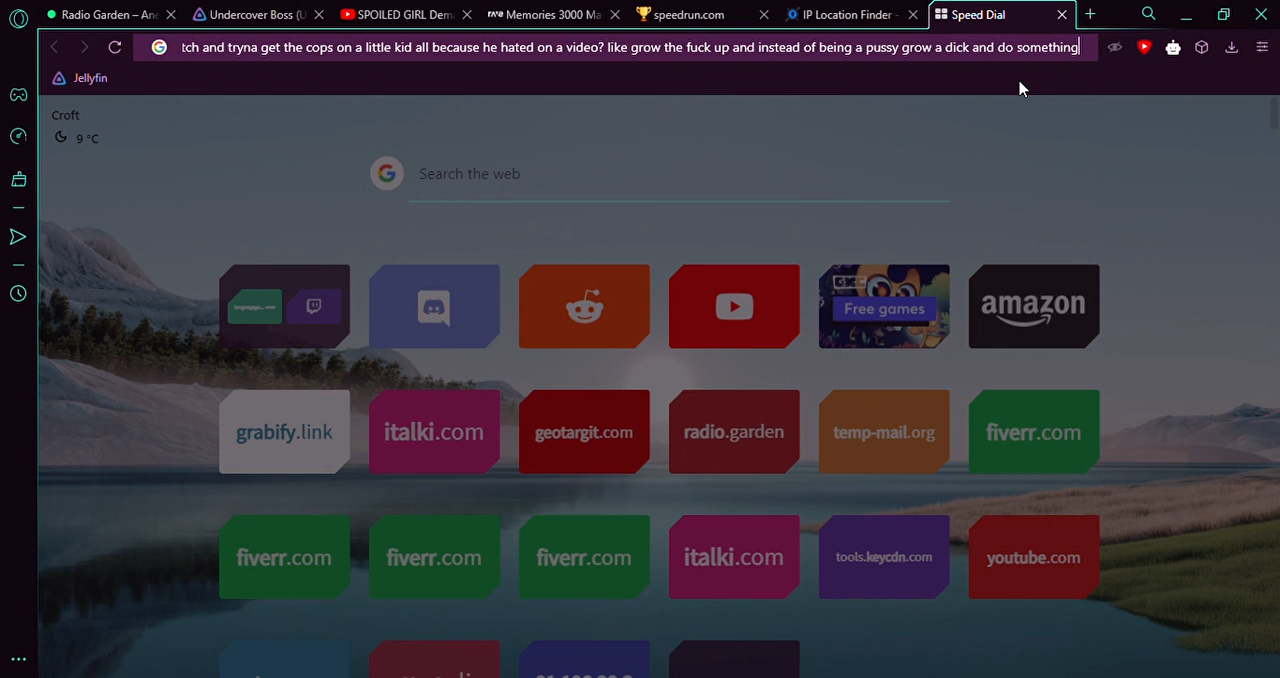 Radio Garden – Ane
Undercover Boss (U
SPOILED GIRL Dem
Memories 3000 Ma
speedrun.com
IP Location Finder -
Speed Dial
tch and tryna get the cops on a little kid all because he hated on a video? like grow the fuck up and instead of being a pussy grow a dick and do something
Jellyfin
Croft
9 °C
Search the web
Free games
amazon
grabify.link
italki.com
geotargit.com
radio.garden
temp-mail.org
fiverr.com
fiverr.com
fiverr.com
fiverr.com
italki.com
tools.keycdn.com
youtube.com